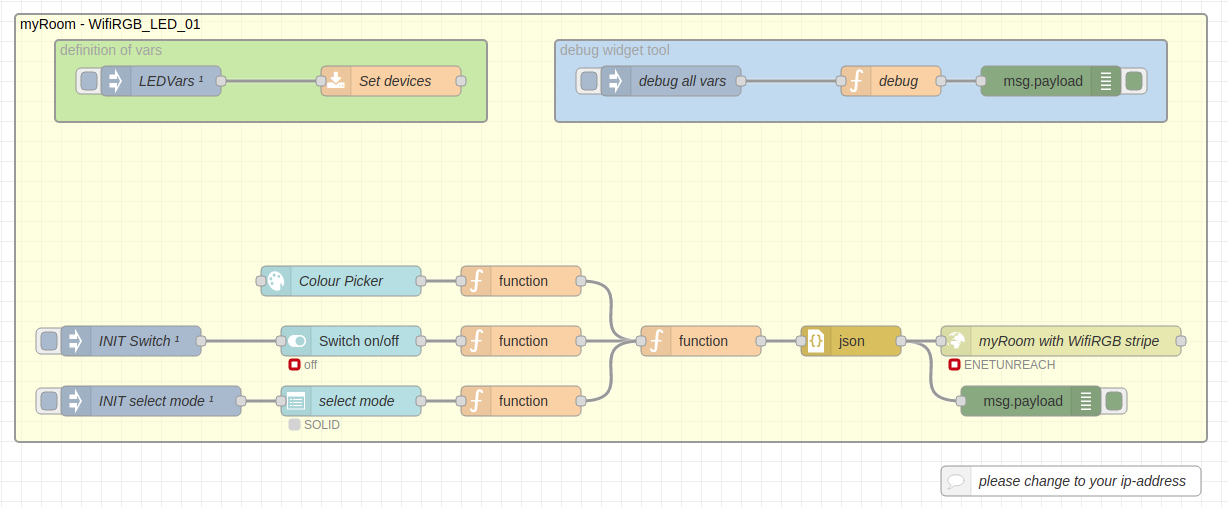 myRoom - WifiRGB_LED_01
definition of vars
debug widget tool
LEDVars ¹
Set devices
debug all vars
debug
msg.payload
Colour Picker
function
INIT Switch ¹
Switch on/off
function
function
json
myRoom with WifiRGB stripe
off
ENETUNREACH
INIT select mode ¹
select mode
function
msg.payload
SOLID
please change to your ip-address